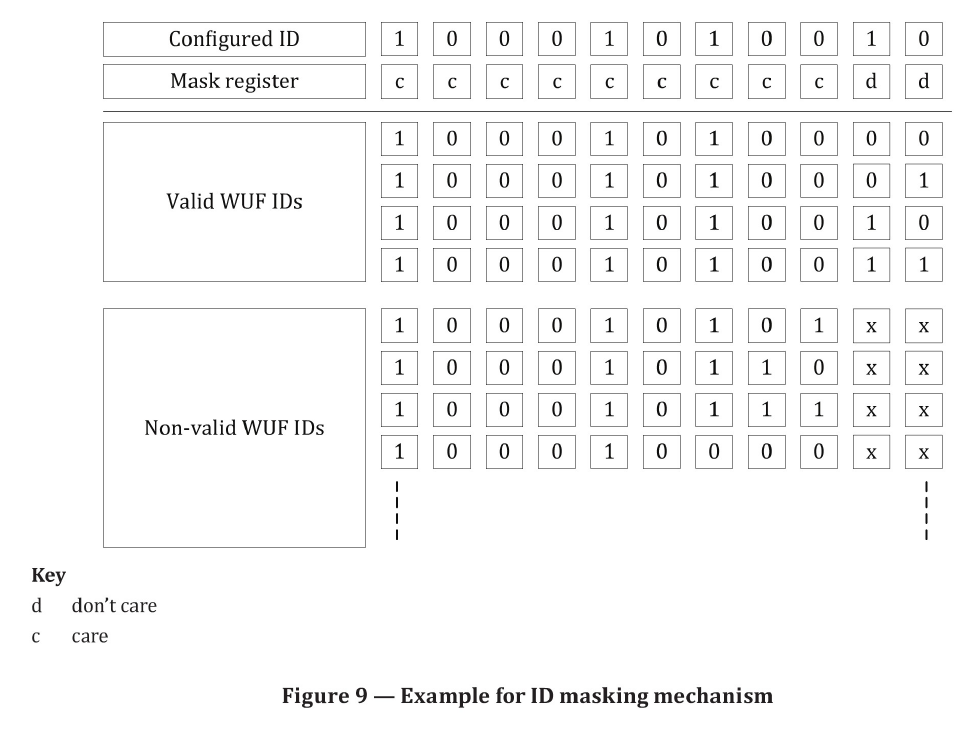 Configured ID 1 0 0 0 1 0 1 0 0 1 0
Mask register c c c c c c c c c d d
1 0 0 0 1 0 1 0 0 0 0
1 0 0 0 1 0 1 0 0 0 1
Valid WUF IDs
1 0 0 0 1 0 1 0 0 1 0
1 0 0 0 1 0 1 0 0 1 1
1 0 0 0 1 0 1 0 1 x x
1 0 0 0 1 0 1 1 0 x x
1 0 0 0 1 0 1 1 1 x x
Non-valid WUF IDs
1 0 0 0 1 0 0 0 0 x x
Key
d don't care
c care
Figure 9 — Example for ID masking mechanism